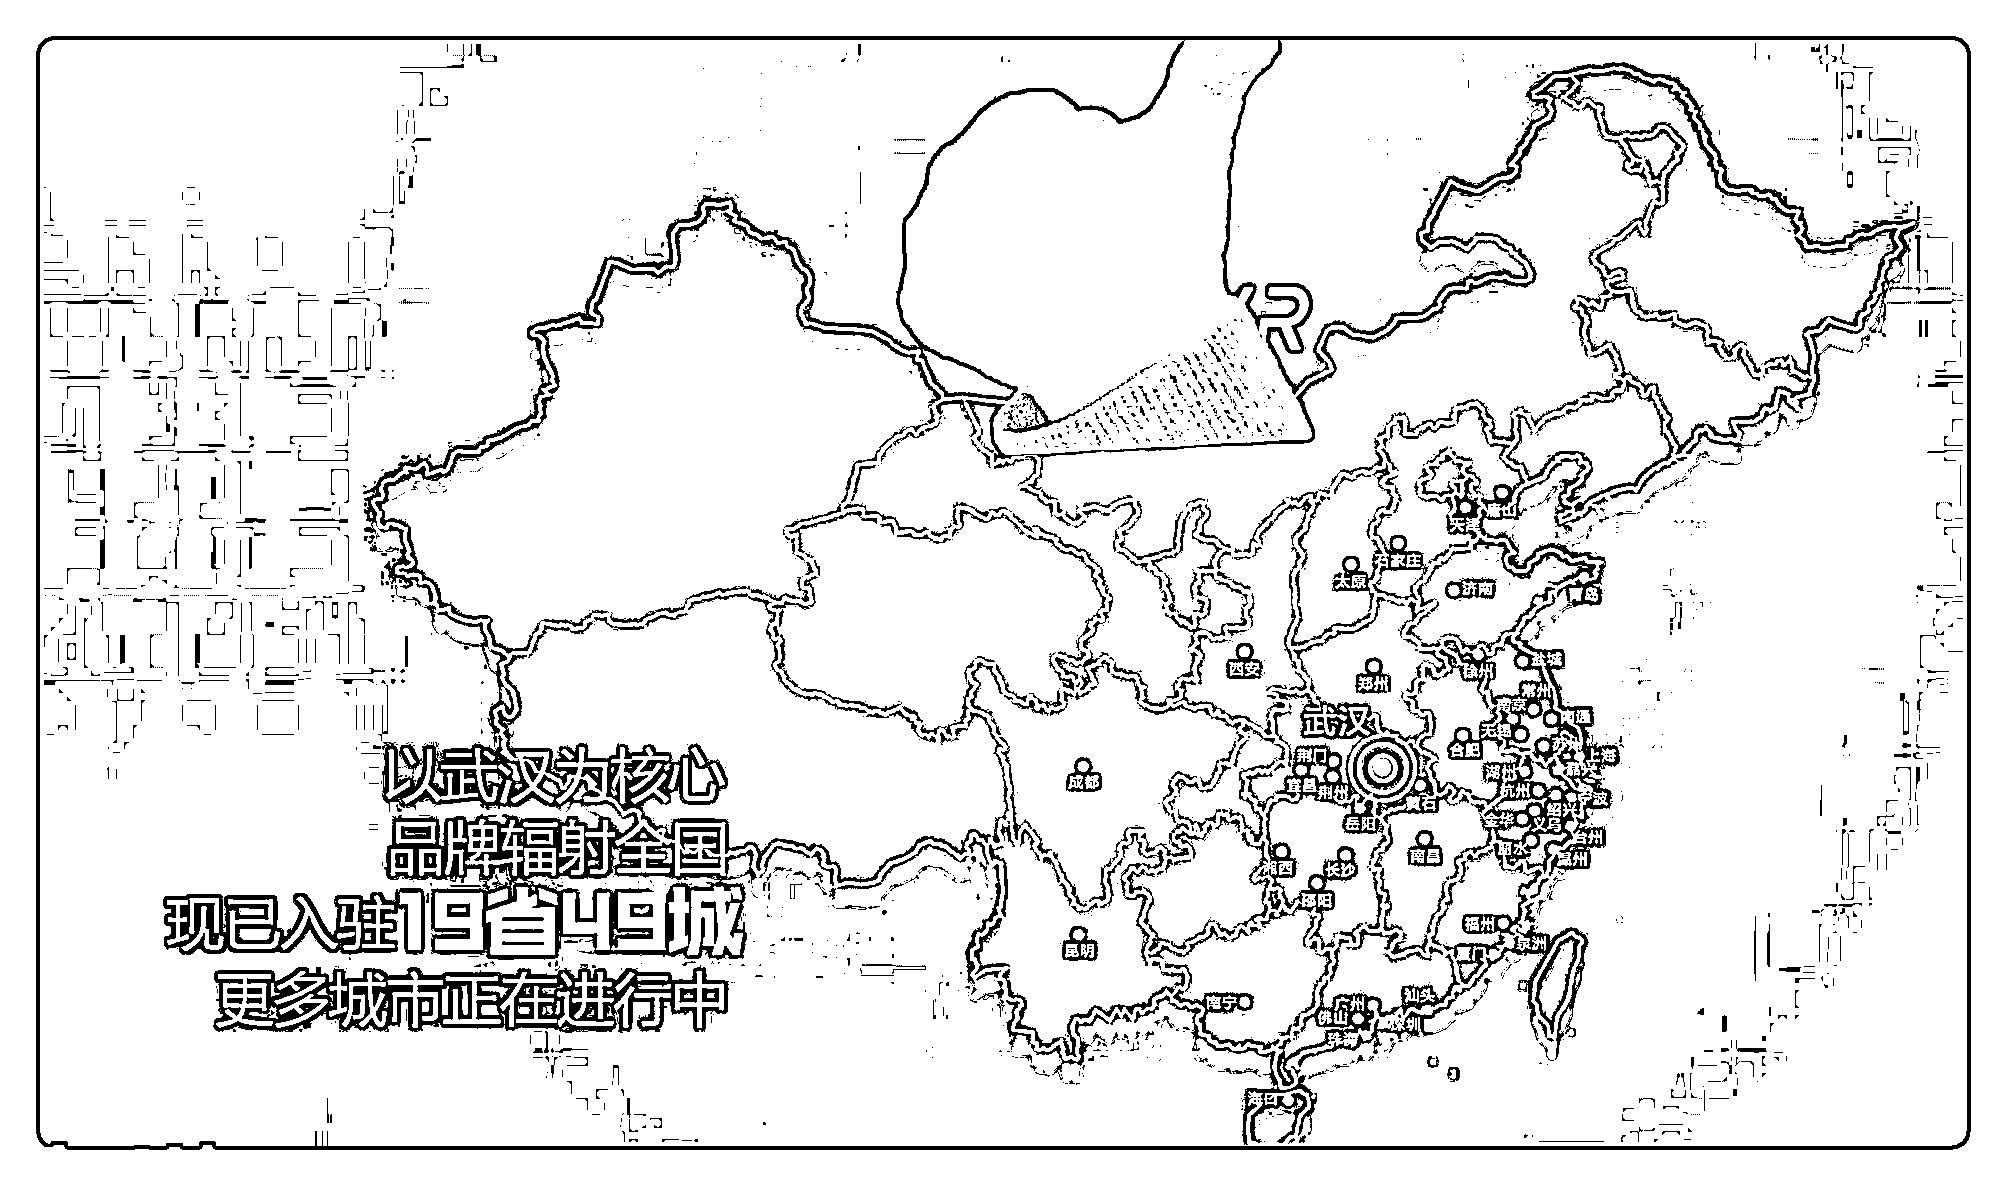 R
唐山
天津
石家庄
太原
济南
青岛
西安
郑州
徐州
盐城
常州
南京
南通
无锡
苏州
上海
合肥
武汉
荆门
宜昌
荆州
黄石
岳阳
湖州
杭州
宁波
绍兴
金华
义乌
台州
丽水
温州
成都
湘西
长沙
邵阳
南昌
福州
泉州
厦门
昆明
南宁
广州
汕头
佛山
深圳
海口
以武汉为核心
品牌辐射全国
现已入驻19省49城
更多城市正在进行中